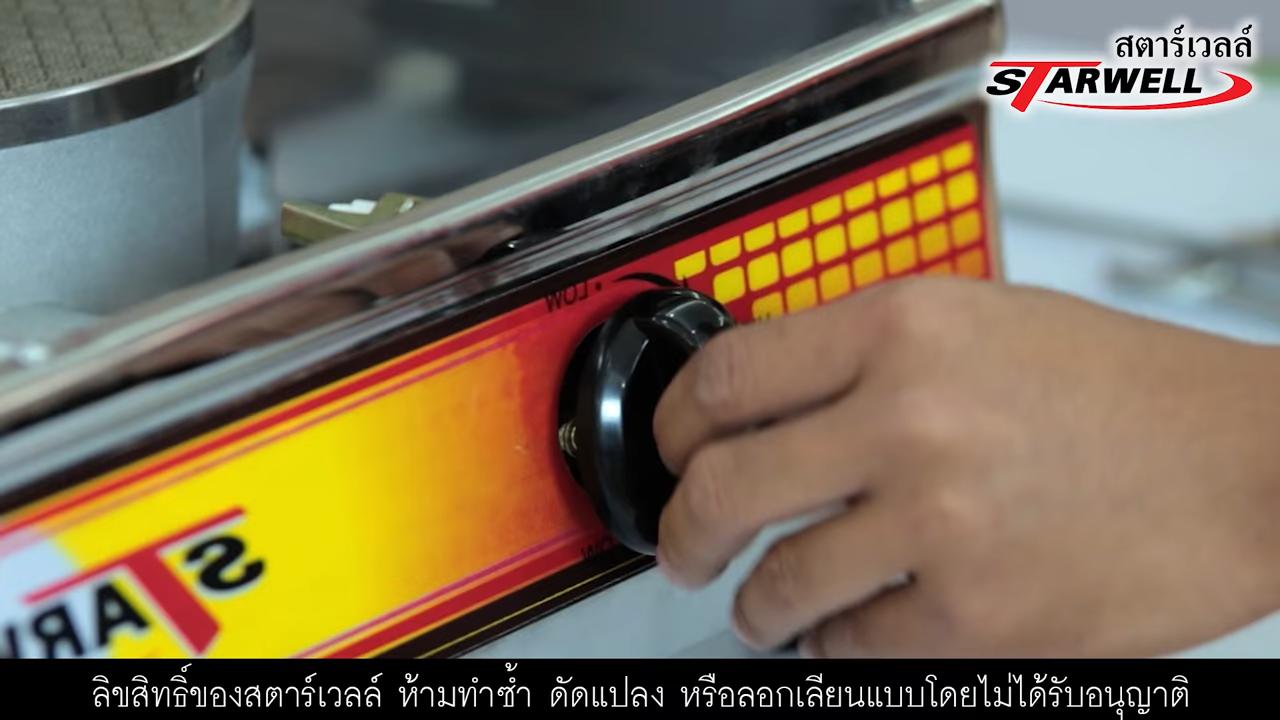 สตาร์เวลล์
STARWELL
LOW
STAR
ลิขสิทธิ์ของสตาร์เวลล์ ห้ามทำซ้ำ ดัดแปลง หรือลอกเลียนแบบโดยไม่ได้รับอนุญาติ